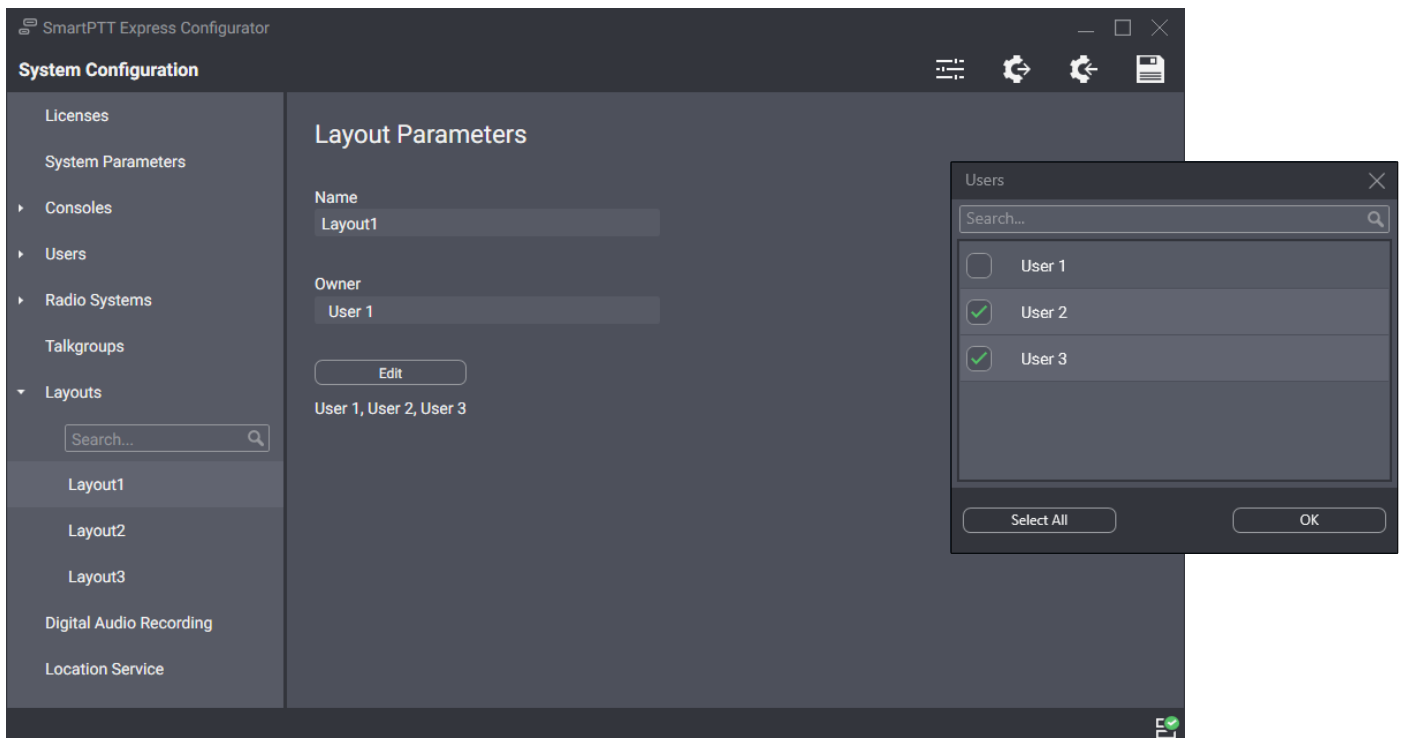 SmartPTT Express Configurator
System Configuration
Licenses
System Parameters
Consoles
Users
Radio Systems
Talkgroups
Layouts
Search...
Layout1
Layout2
Layout3
Digital Audio Recording
Location Service
Layout Parameters
Name
Layout1
Owner
User 1
Edit
User 1, User 2, User 3
Users
Search...
User 1
User 2
User 3
Select All
OK